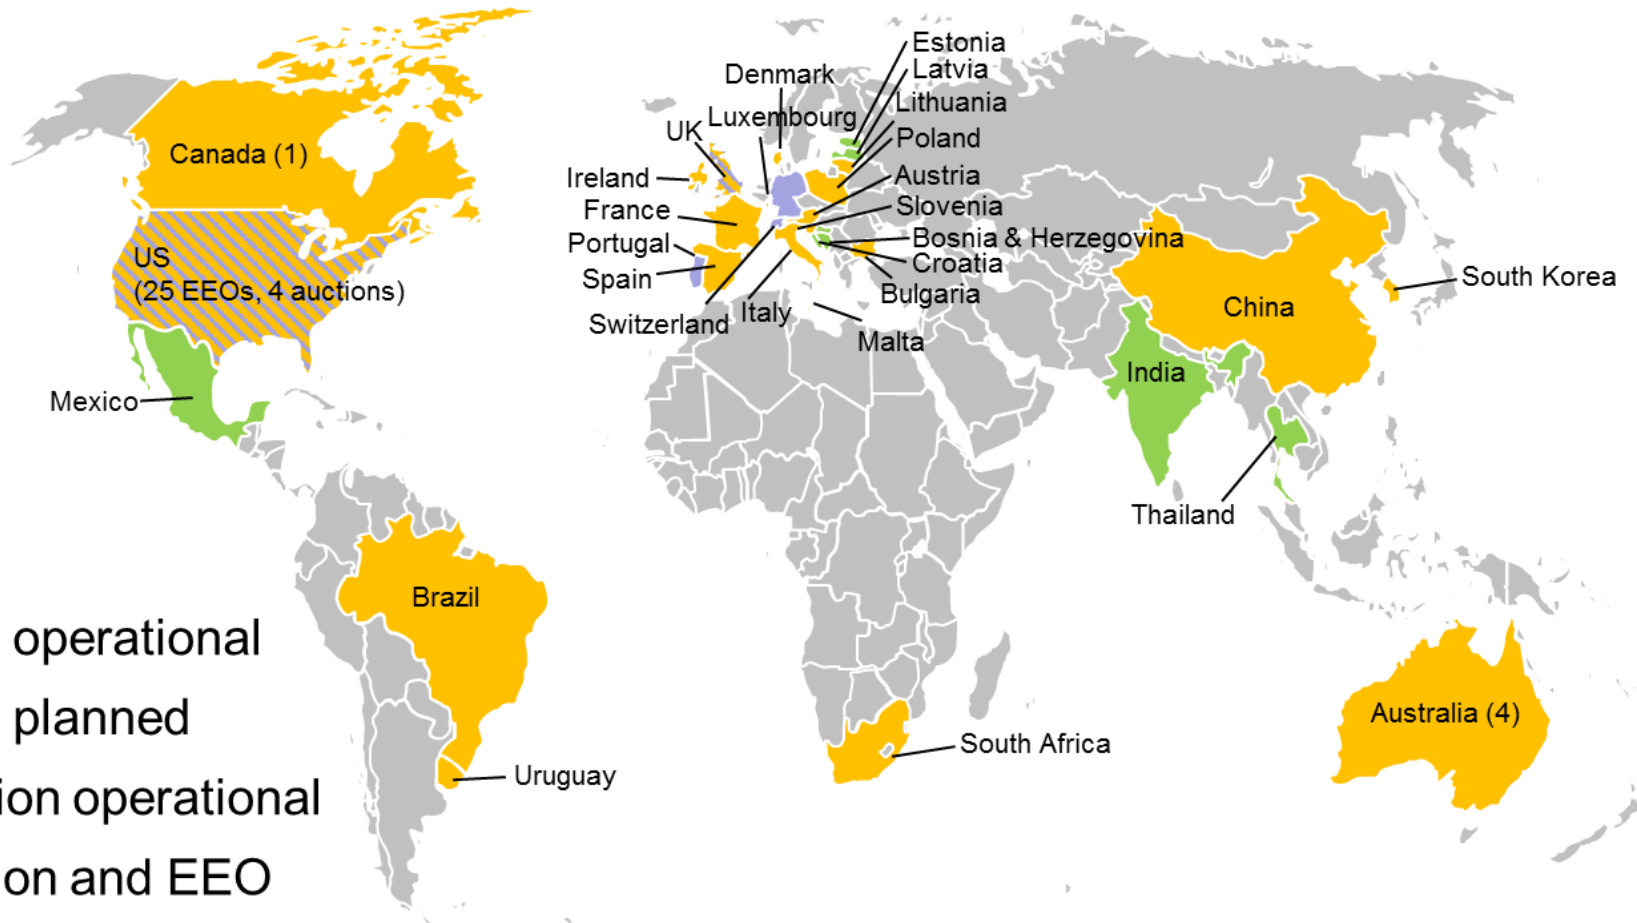 Estonia
Denmark
Latvia
Lithuania
Luxembourg
UK
Poland
Canada (1)
Ireland
Austria
France
Slovenia
Portugal
Bosnia & Herzegovina
US
(25 EEOs, 4 auctions)
Spain
Croatia
South Korea
Bulgaria
China
Switzerland
Italy
Malta
India
Mexico
Thailand
Brazil
operational
planned
Australia (4)
South Africa
Uruguay
ion operational
on and EEO